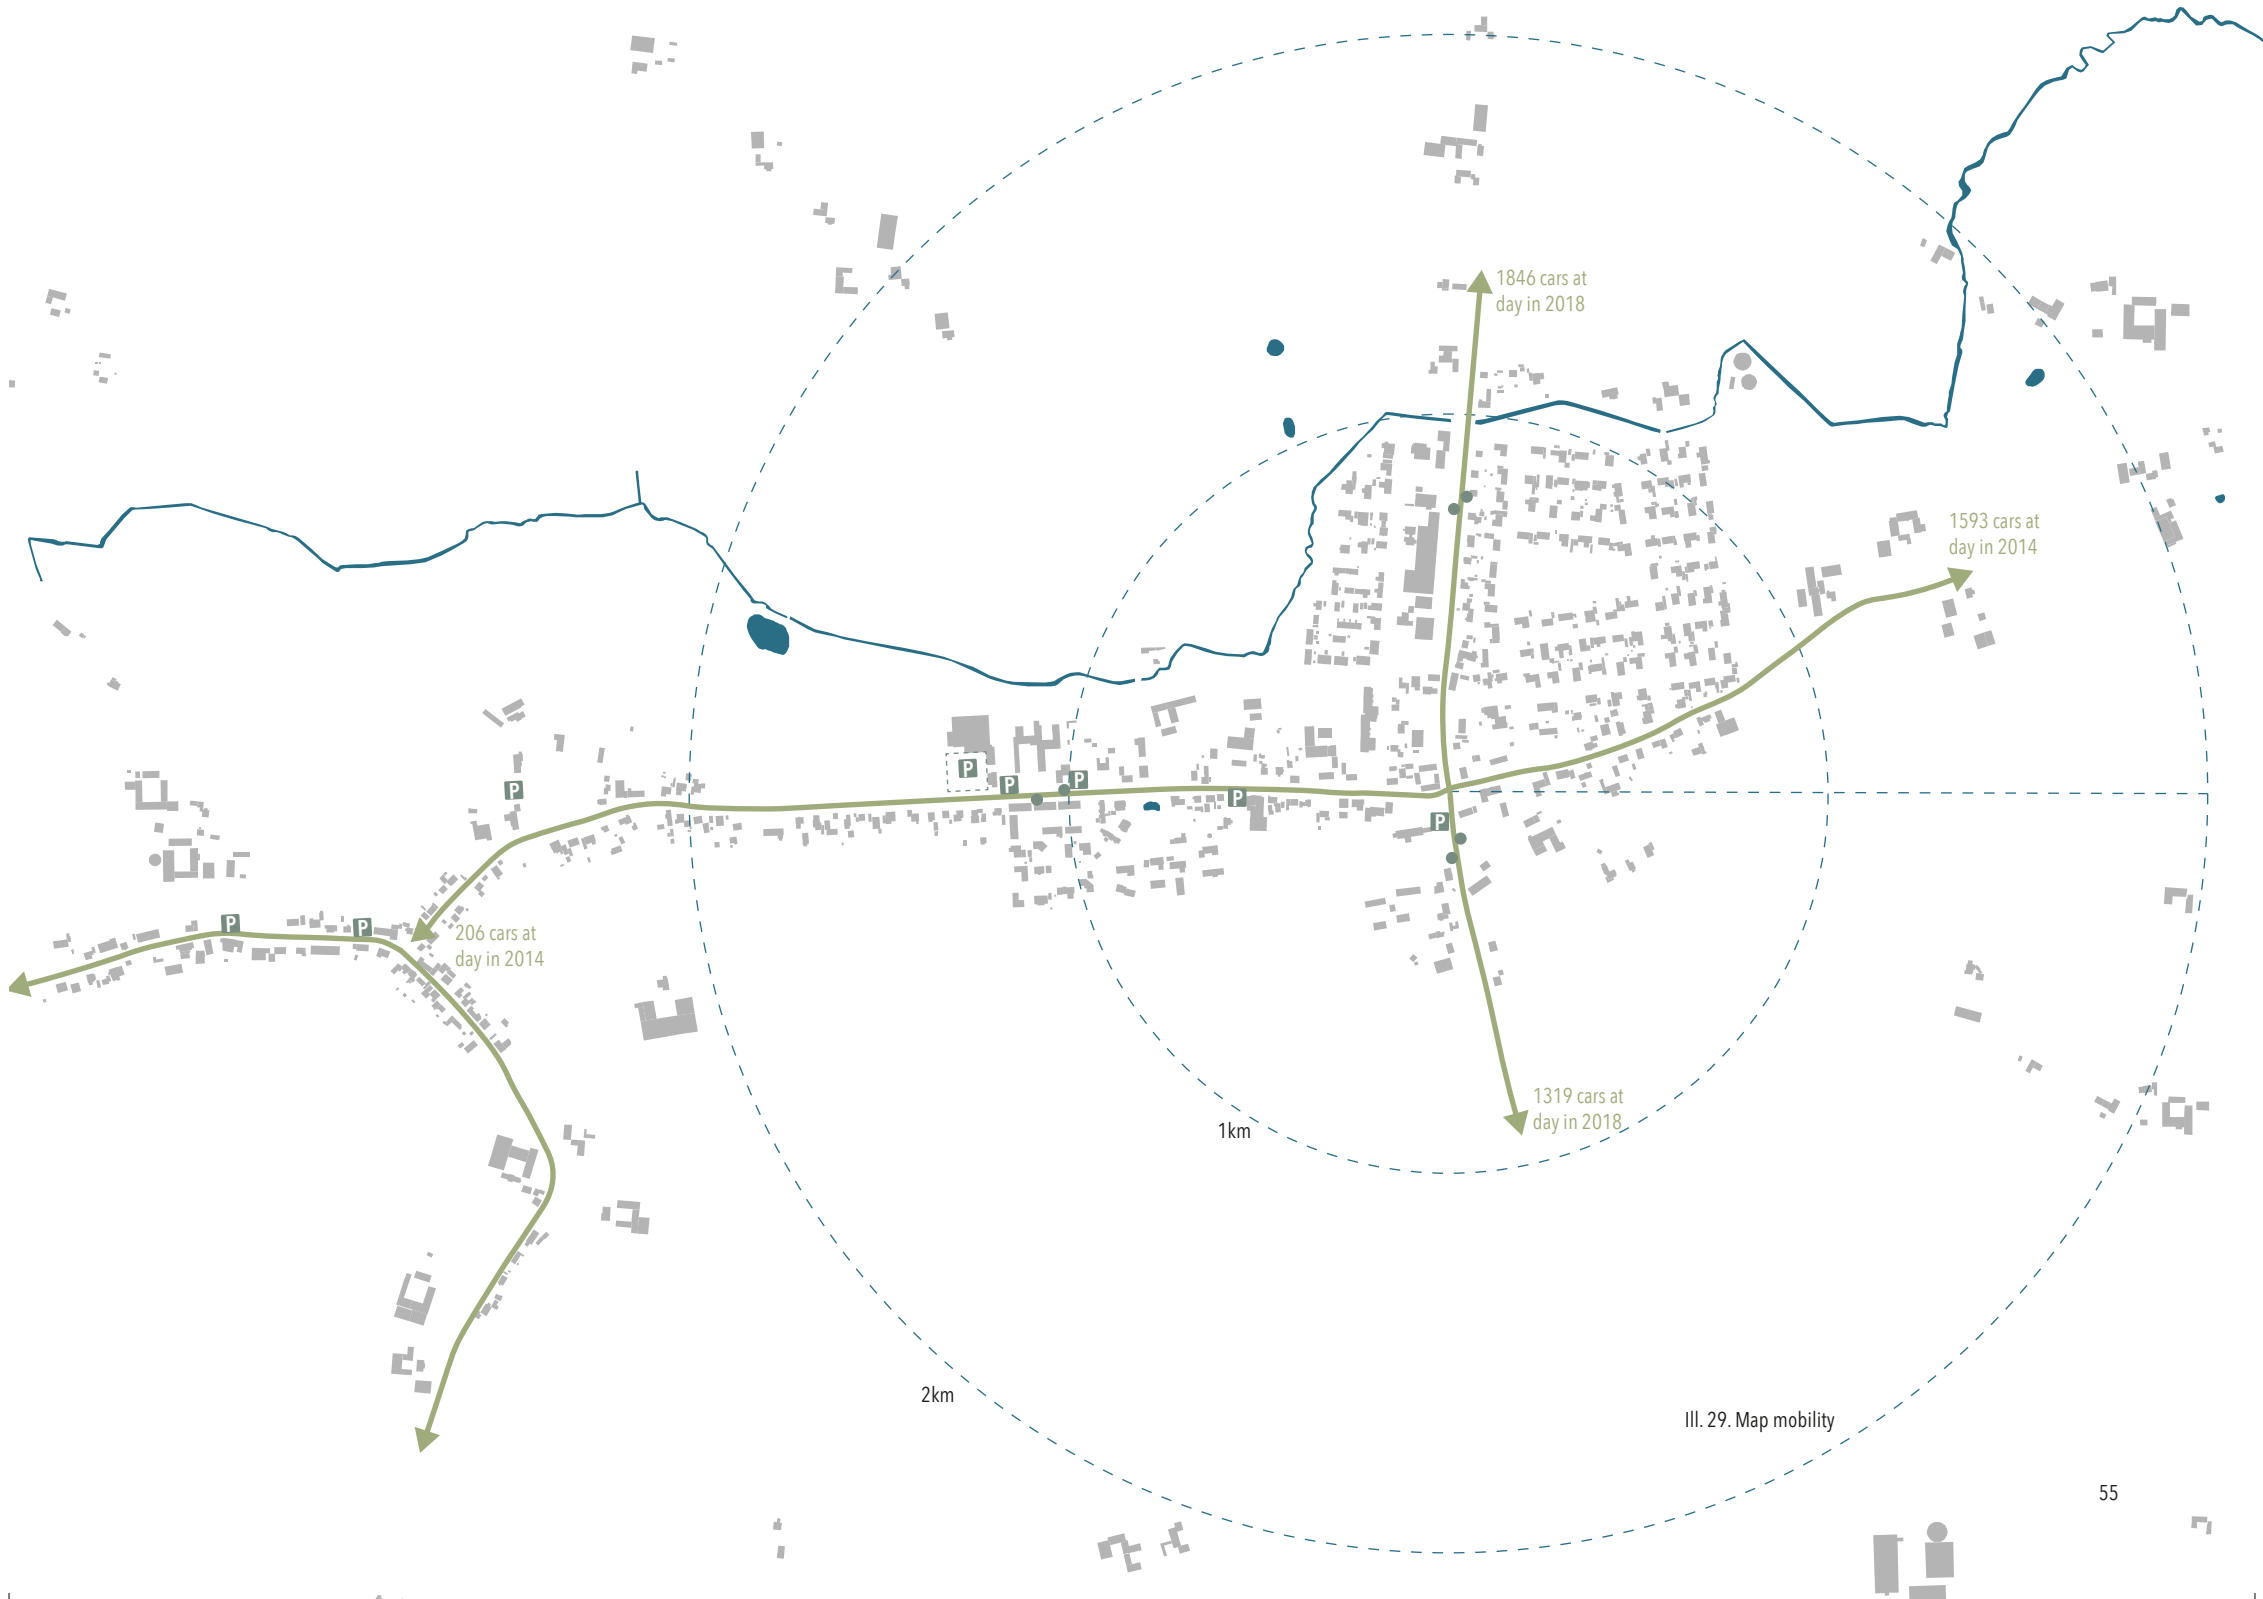 1846 cars at
day in 2018
1593 cars at
day in 2014
P
P
P
P
P
P
P
P
206 cars at
day in 2014
1319 cars at
day in 2018
1km
2km
Ill. 29. Map mobility
55